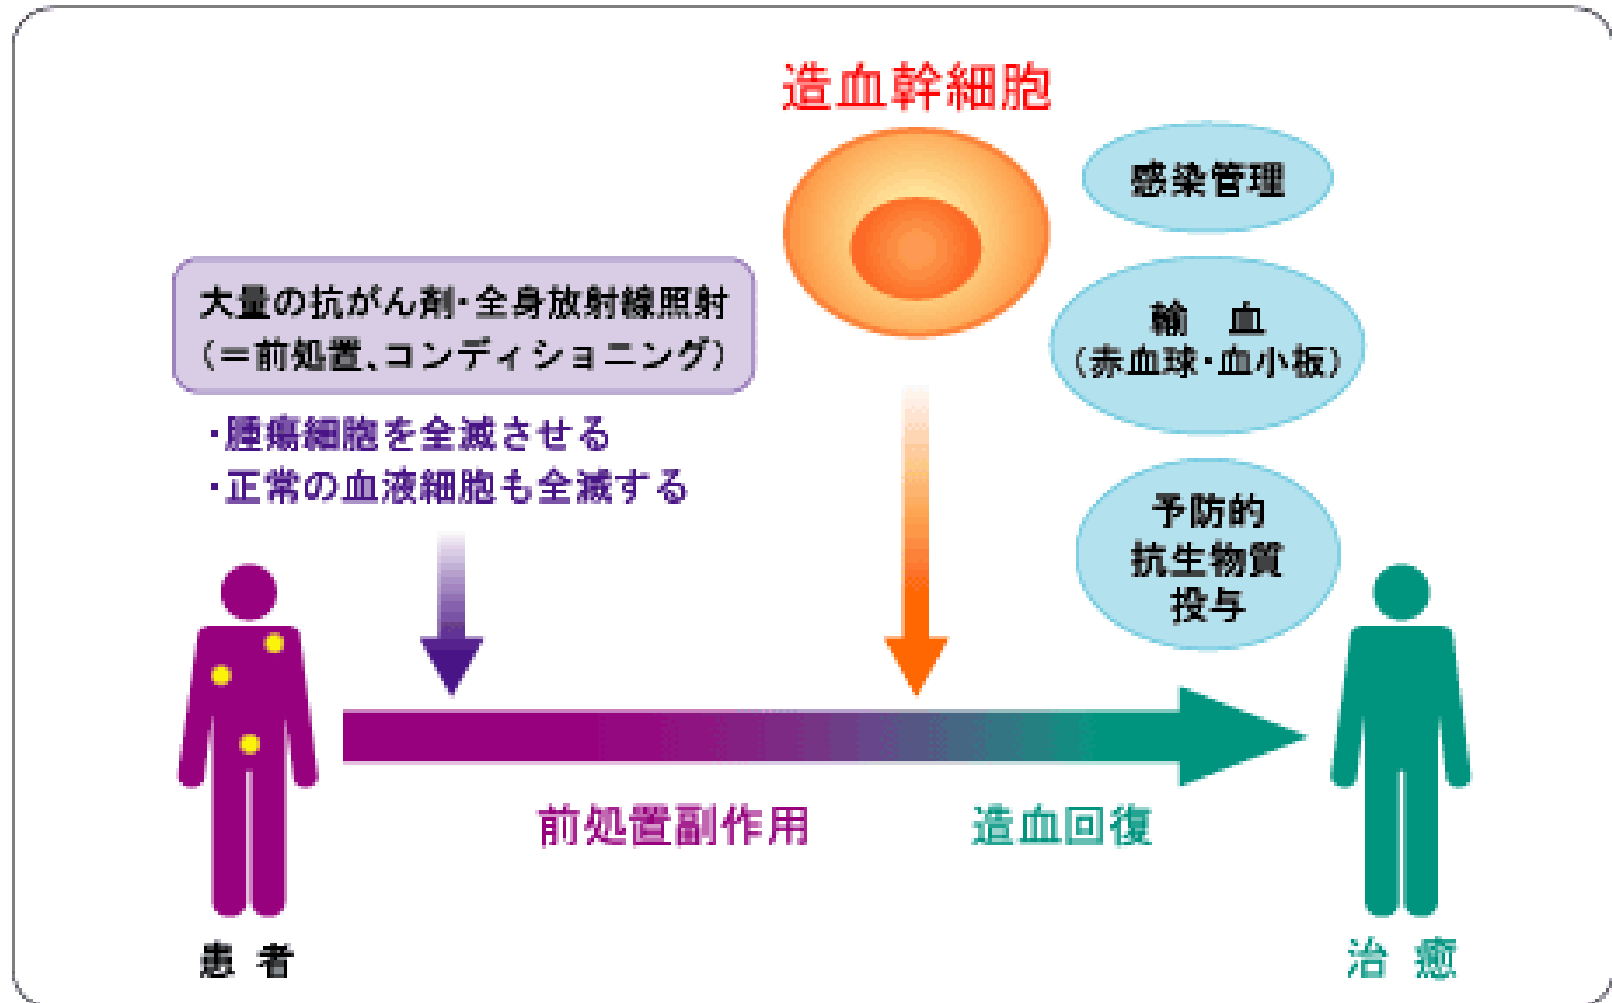 造血幹細胞
感染管理
大量の抗がん剤・全身放射線照射
（＝前処置、コンディショニング）
輸　血
（赤血球・血小板）
・腫瘍細胞を全滅させる
・正常の血液細胞も全滅する
予防的
抗生物質
投与
前処置副作用
造血回復
患 者
治 癒